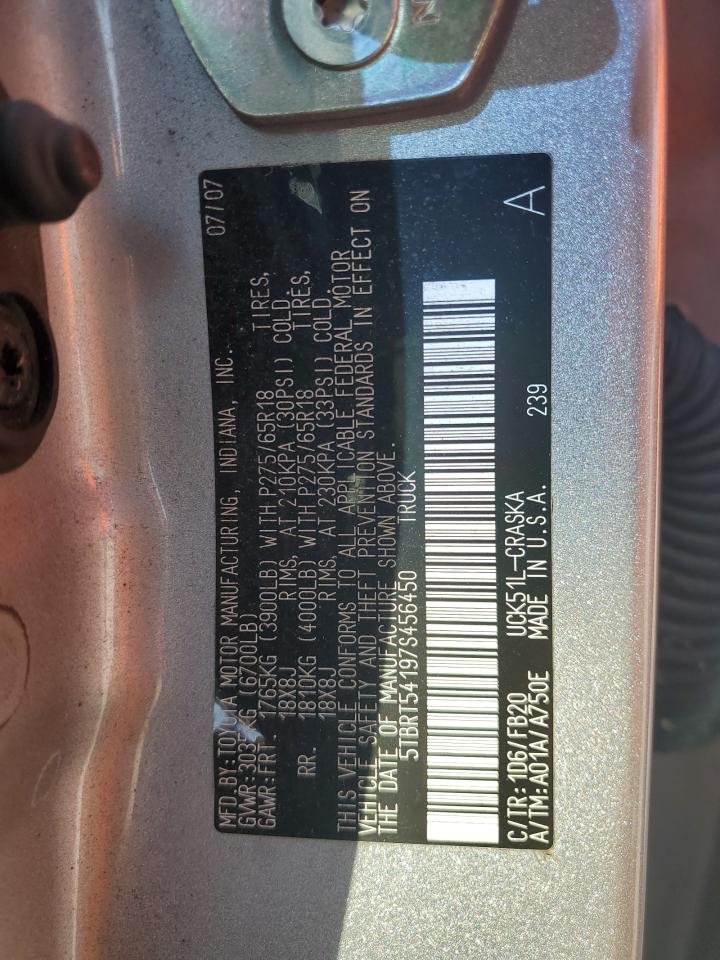 MFD.BY:TOYOTA MOTOR MANUFACTURING, INDIANA, INC. 07/07
GVWR:3035KG (6700LB)
GAWR:FRT. 1765KG (3900LB) WITH P275/65R18 TIRES,
18X8J RIMS, AT 210KPA (30PSI) COLD.
RR. 1810KG (4000LB) WITH P275/65R18 TIRES,
18X8J RIMS, AT 230KPA (33PSI) COLD.
THIS VEHICLE CONFORMS TO ALL APPLICABLE FEDERAL MOTOR
VEHICLE SAFETY AND THEFT PREVENTION STANDARDS IN EFFECT ON
THE DATE OF MANUFACTURE SHOWN ABOVE.
5TBRT54197S456450 TRUCK
C/TR:1D6/FB20 UCK51L-CRASKA 239 A
A/TM:A01A/A750E MADE IN U.S.A.